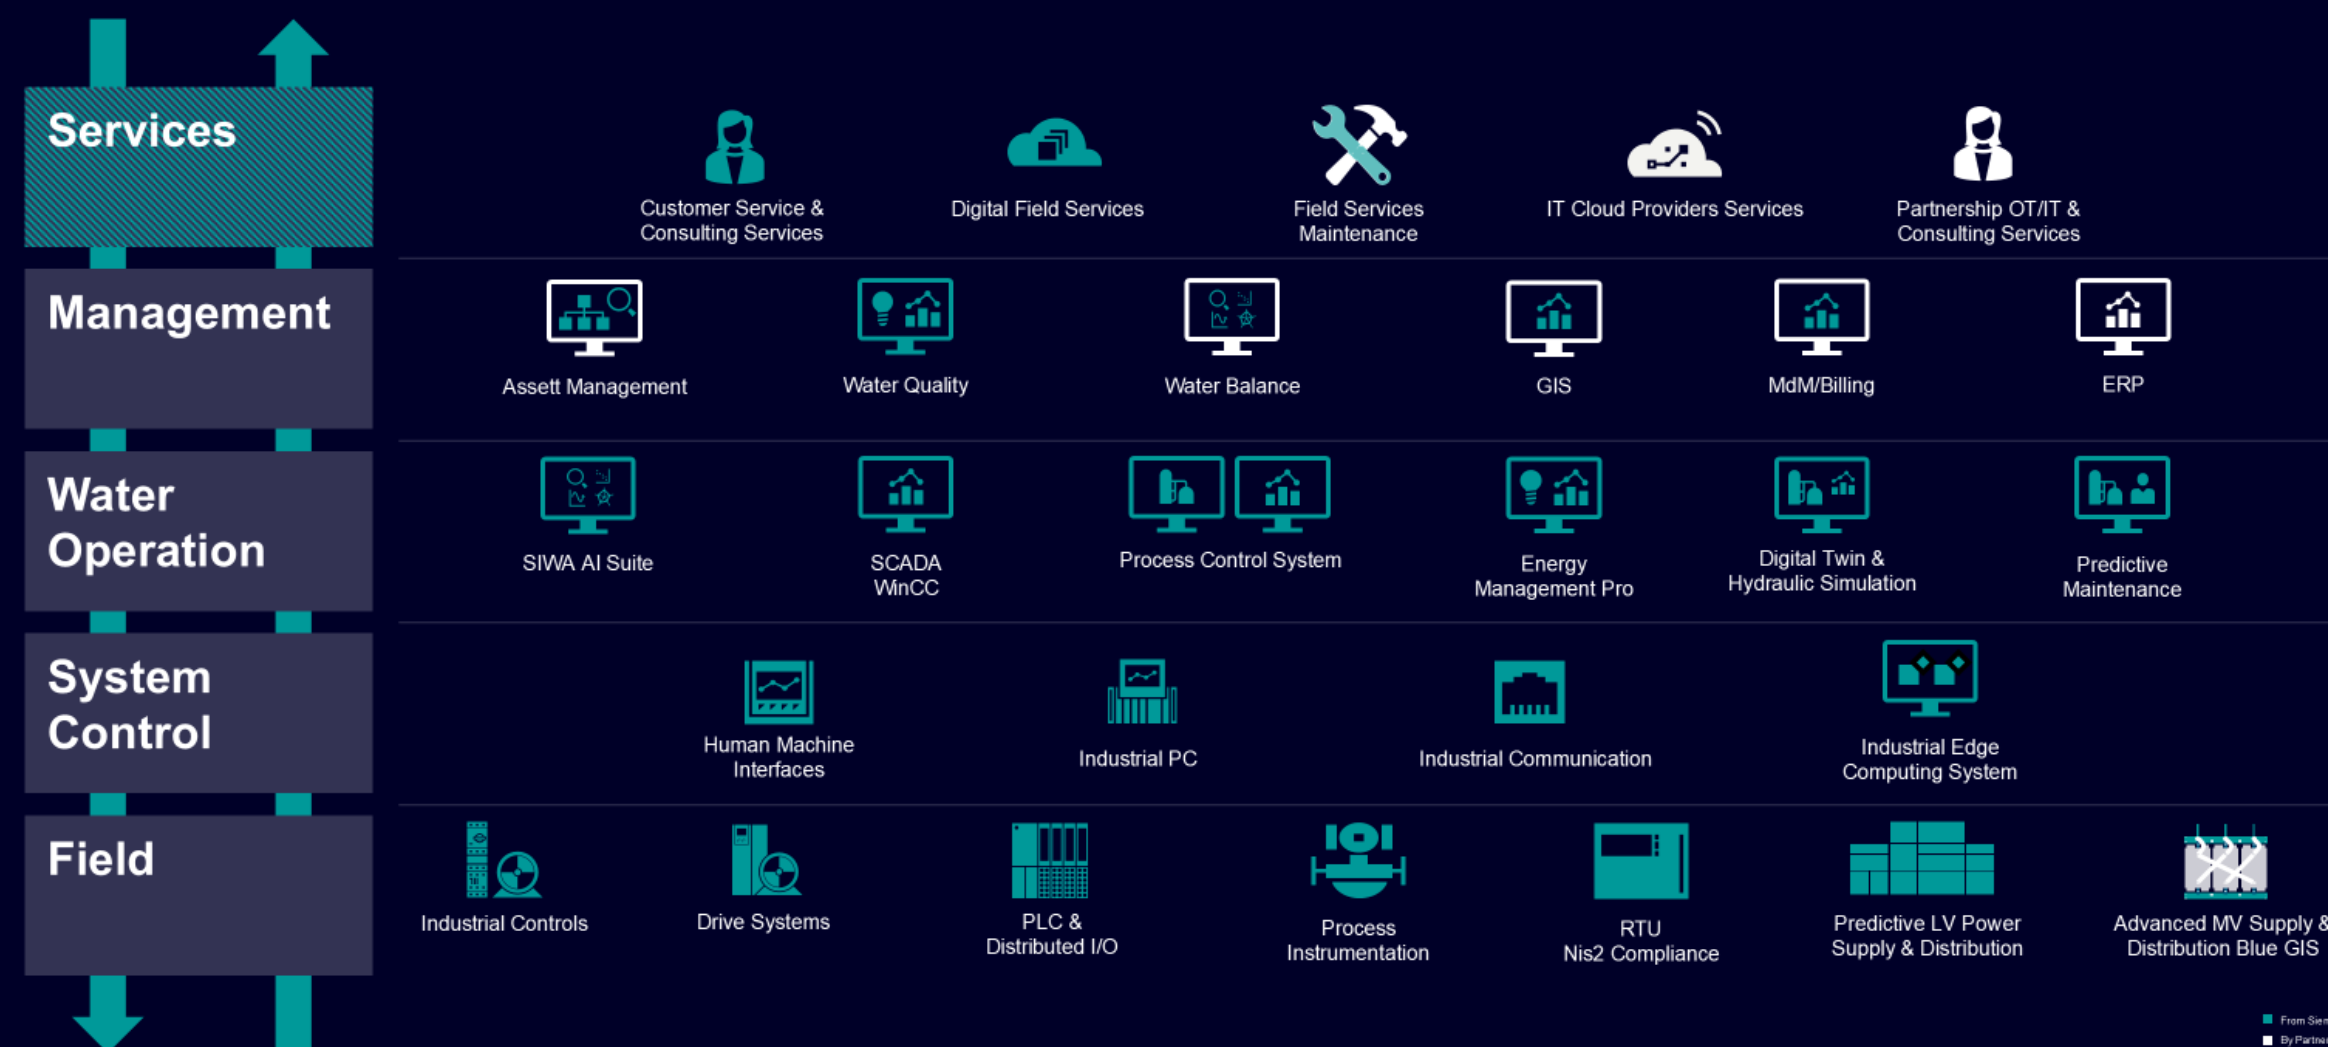 Services
Customer Service &
Consulting Services
Digital Field Services
Field Services
Maintenance
IT Cloud Providers Services
Partnership OT/IT &
Consulting Services
Management
Assett Management
Water Quality
Water Balance
GIS
MdM/Billing
ERP
Water
Operation
SIWA AI Suite
SCADA
WinCC
Process Control System
Energy
Management Pro
Digital Twin &
Hydraulic Simulation
Predictive
Maintenance
System
Control
Human Machine
Interfaces
Industrial PC
Industrial Communication
Industrial Edge
Computing System
Field
Industrial Controls
Drive Systems
PLC &
Distributed I/O
Process
Instrumentation
RTU
Nis2 Compliance
Predictive LV Power
Supply & Distribution
Advanced MV Supply &
Distribution Blue GIS
From
By